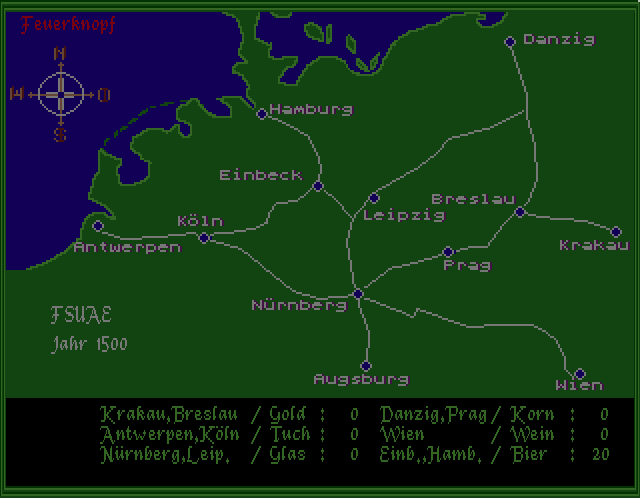 Feuerknopf
Danzig
N
W O
S
Hamburg
Einbeck
Leipzig
Breslau
Köln
Antwerpen
Krakau
Prag
Nürnberg
FSUAE
Jahr 1500
Augsburg
Wien
Krakau,Breslau / Gold : 0 Danzig,Prag / Korn : 0
Antwerpen,Köln / Tuch : 0 Wien / Wein : 0
Nürnberg,Leip. / Glas : 0 Einb.,Hamb. / Bier : 20